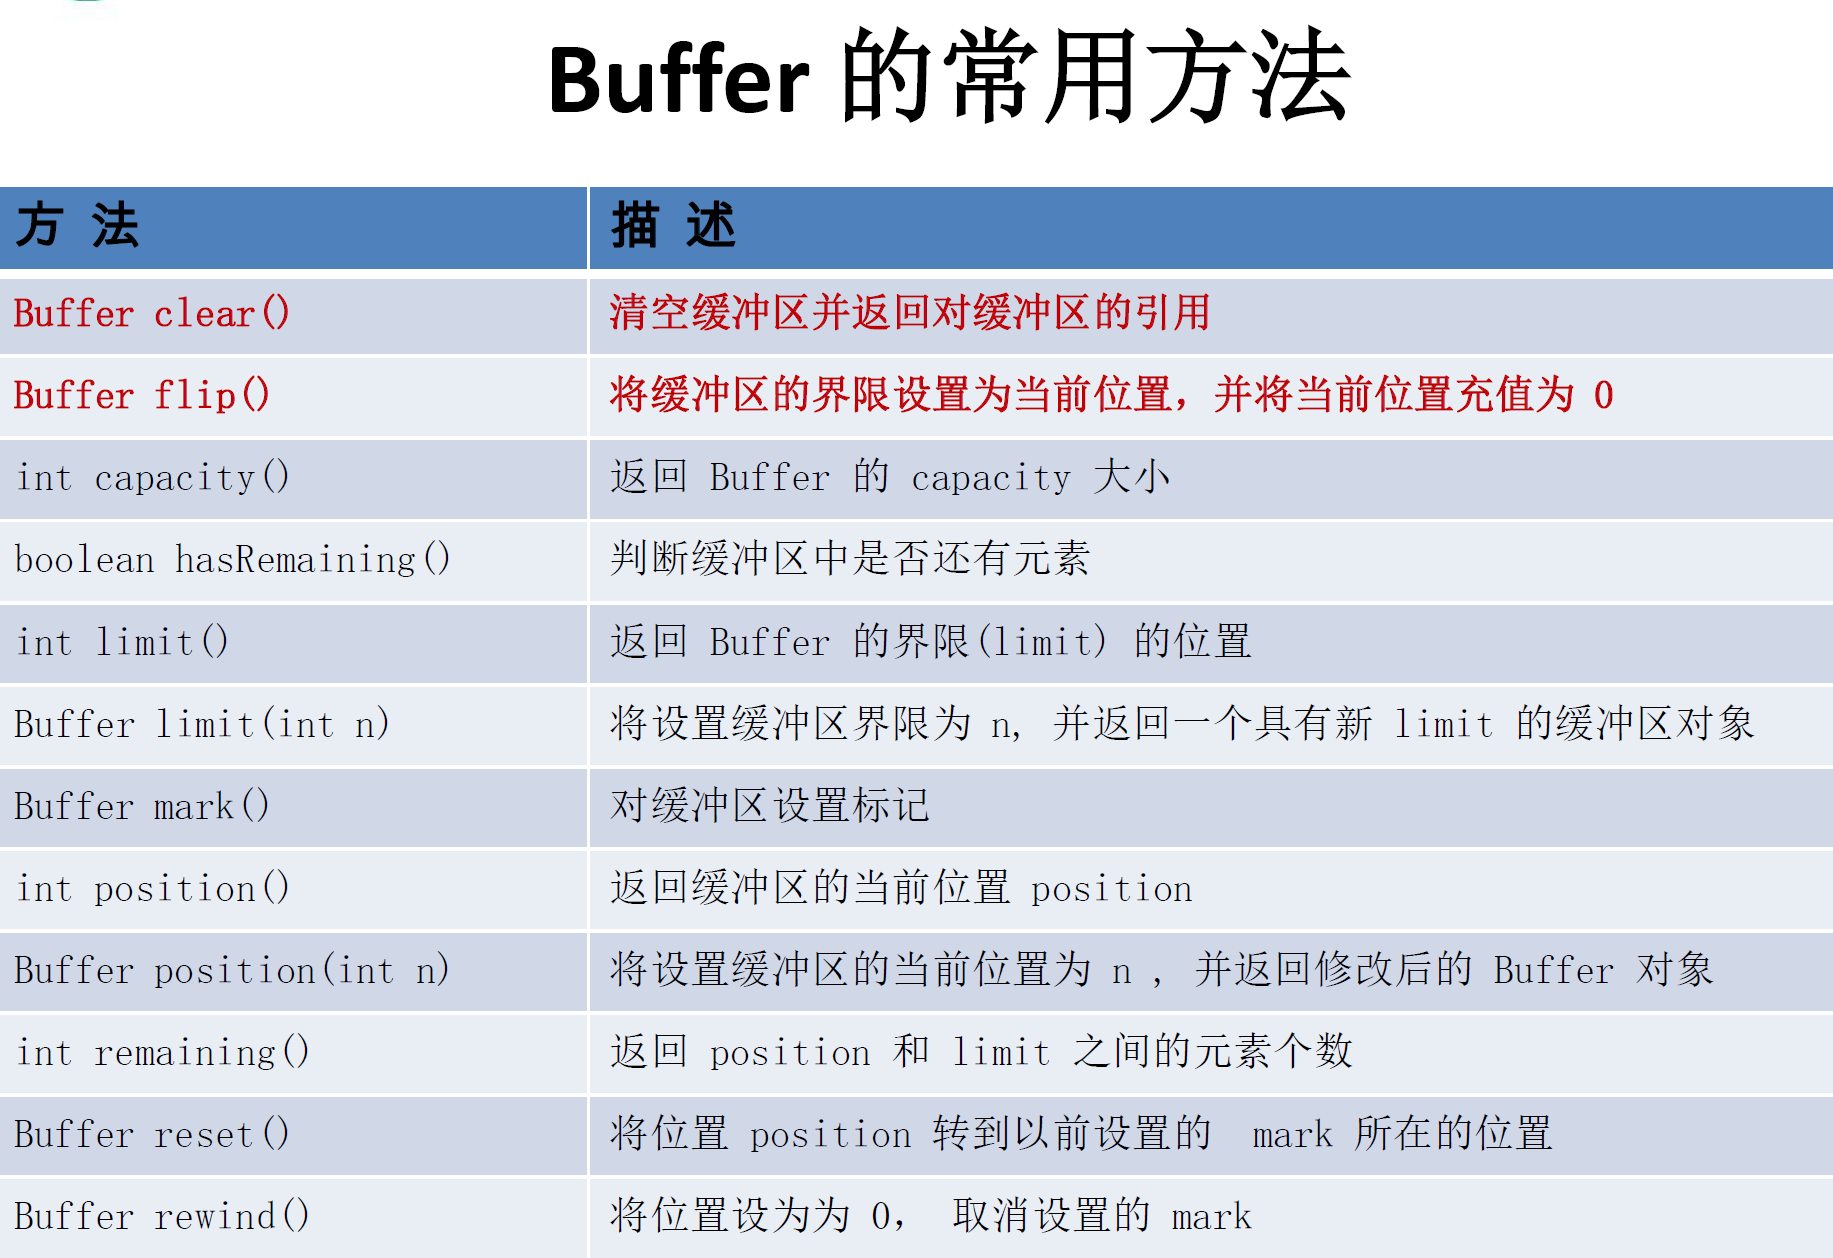 Buffer 的常用方法
方 法 描 述
Buffer clear() 清空缓冲区并返回对缓冲区的引用
Buffer flip() 将缓冲区的界限设置为当前位置，并将当前位置充值为 0
int capacity() 返回 Buffer 的 capacity 大小
boolean hasRemaining() 判断缓冲区中是否还有元素
int limit() 返回 Buffer 的界限(limit) 的位置
Buffer limit(int n) 将设置缓冲区界限为 n, 并返回一个具有新 limit 的缓冲区对象
Buffer mark() 对缓冲区设置标记
int position() 返回缓冲区的当前位置 position
Buffer position(int n) 将设置缓冲区的当前位置为 n , 并返回修改后的 Buffer 对象
int remaining() 返回 position 和 limit 之间的元素个数
Buffer reset() 将位置 position 转到以前设置的 mark 所在的位置
Buffer rewind() 将位置设为为 0， 取消设置的 mark